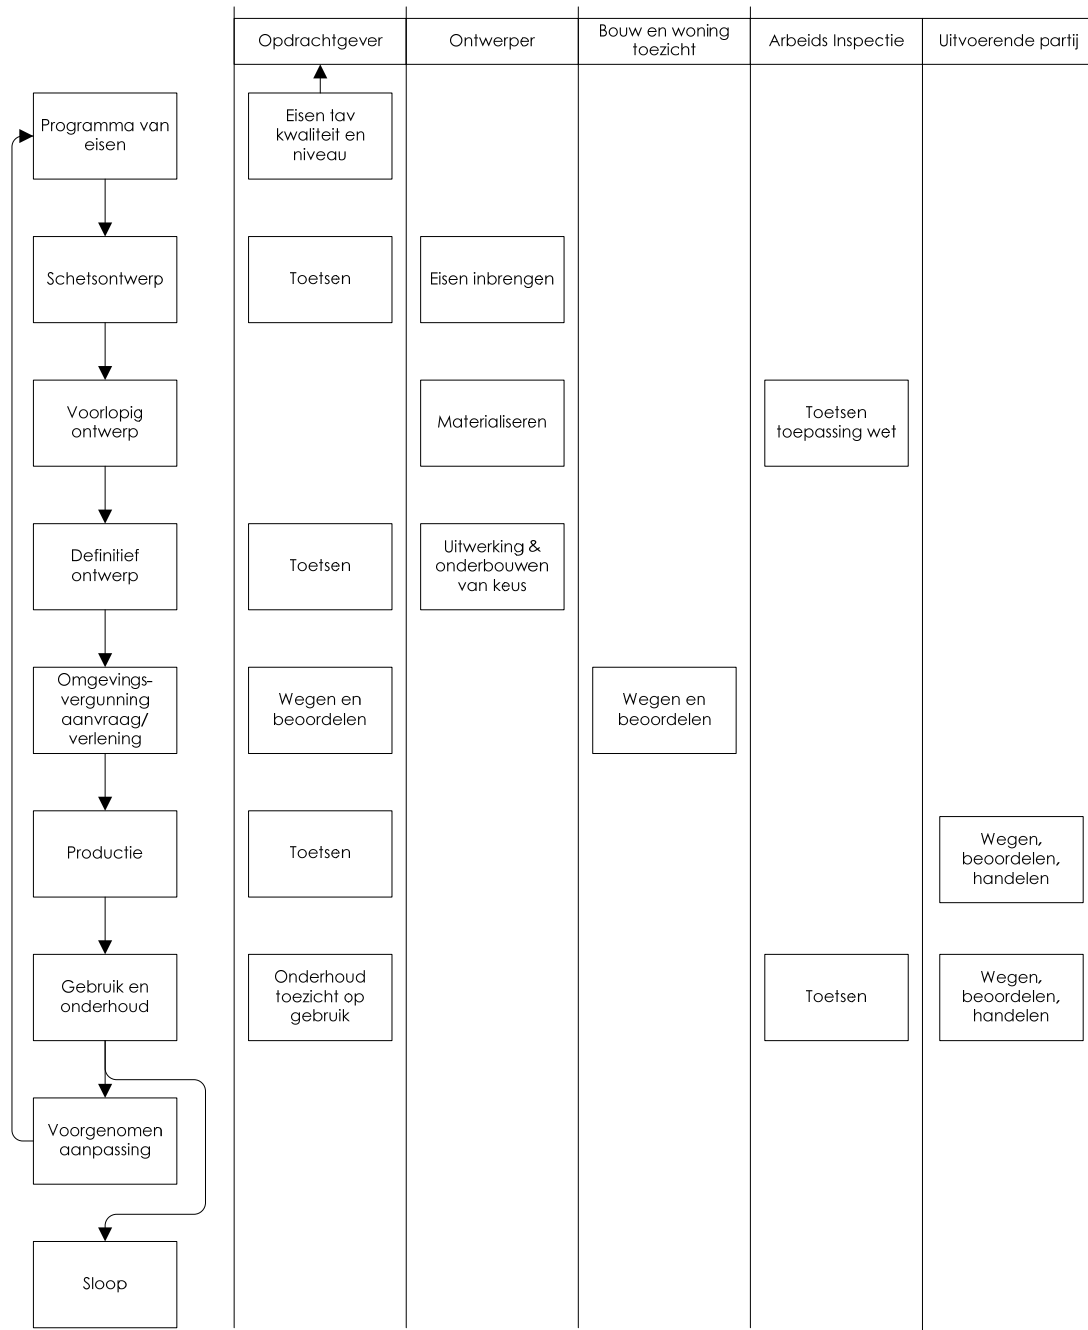 Opdrachtgever
Ontwerper
Bouw en woning
toezicht
Arbeids Inspectie
Uitvoerende partij
Programma van
eisen
Eisen tav
kwaliteit en
niveau
Schetsontwerp
Toetsen
Eisen inbrengen
Voorlopig
ontwerp
Materialiseren
Toetsen
toepassing wet
Definitief
ontwerp
Toetsen
Uitwerking &
onderbouwen
van keus
Omgevings-
vergunning
aanvraag/
verlening
Wegen en
beoordelen
Wegen en
beoordelen
Productie
Toetsen
Wegen,
beoordelen,
handelen
Gebruik en
onderhoud
Onderhoud
toezicht op
gebruik
Toetsen
Wegen,
beoordelen,
handelen
Voorgenomen
aanpassing
Sloop